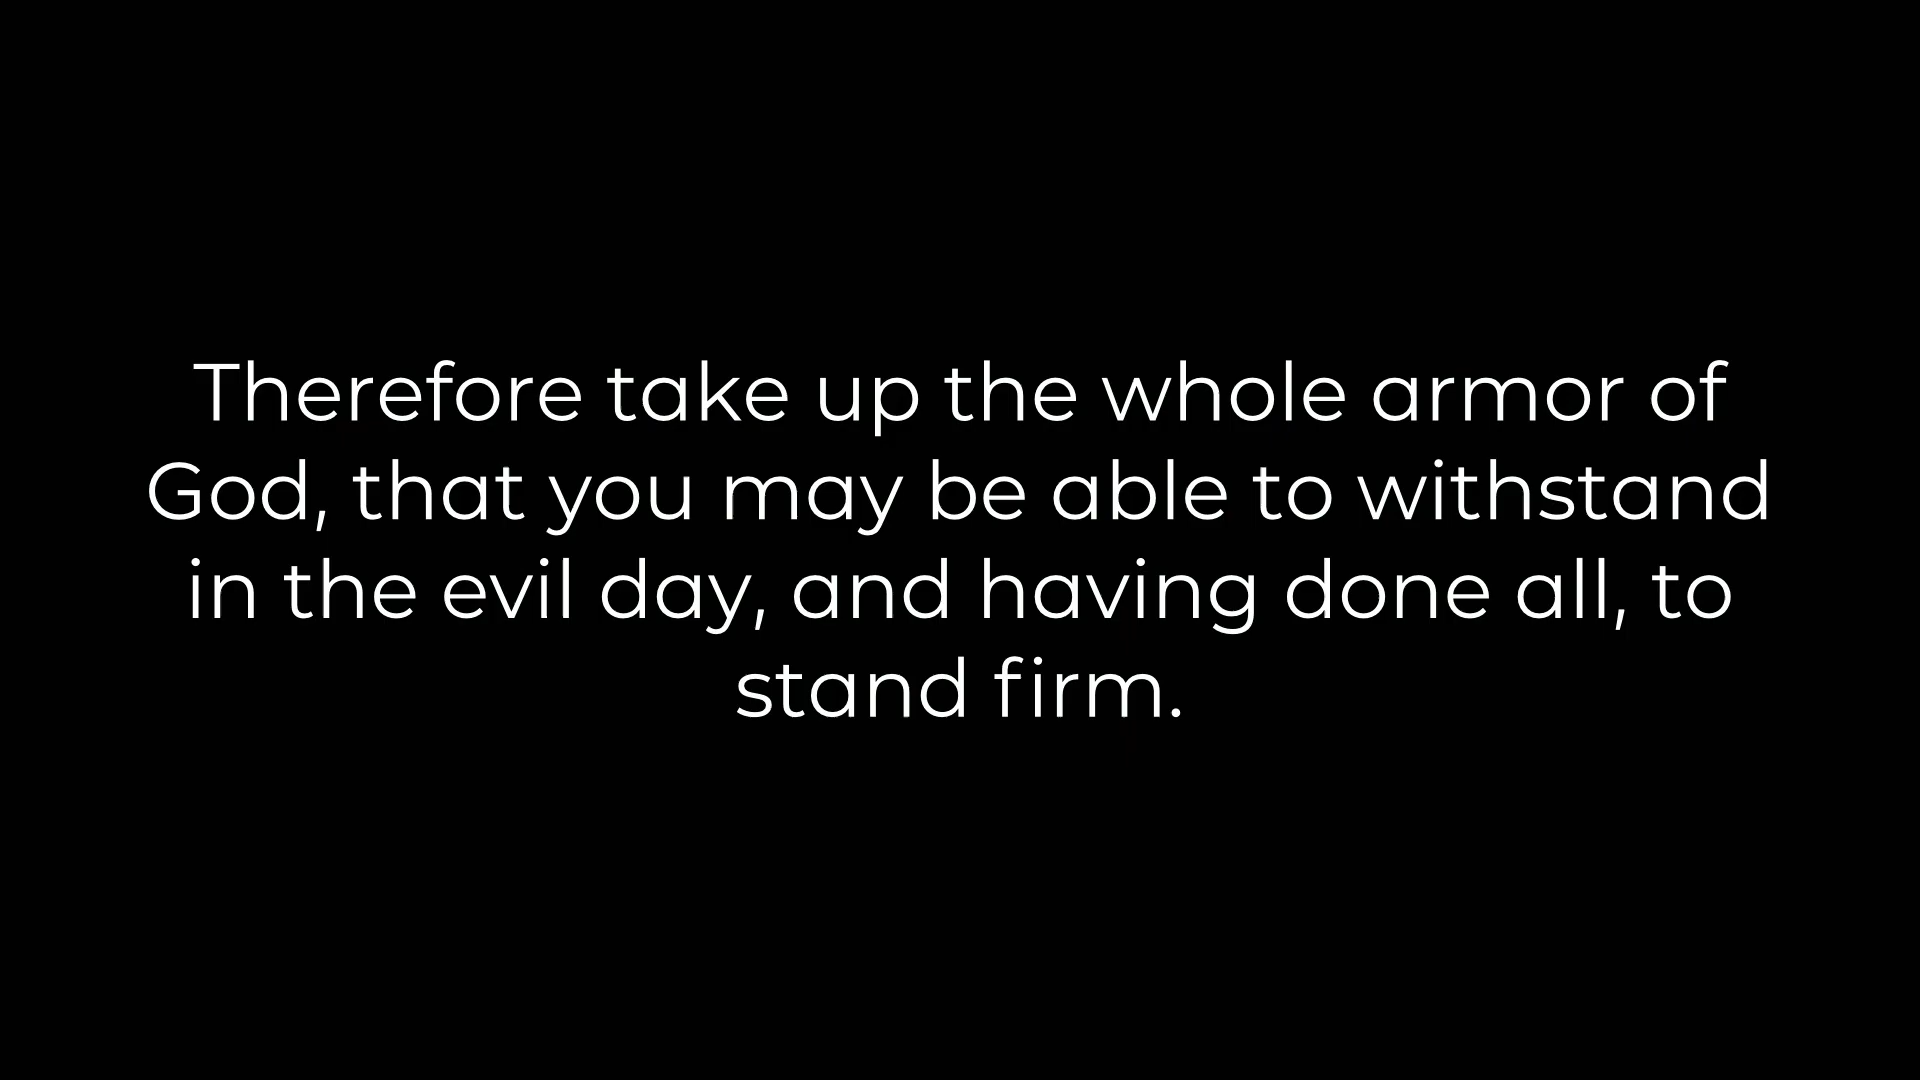 Therefore take up the whole armor of
God, that you may be able to withstand
in the evil day, and having done all, to
stand firm.